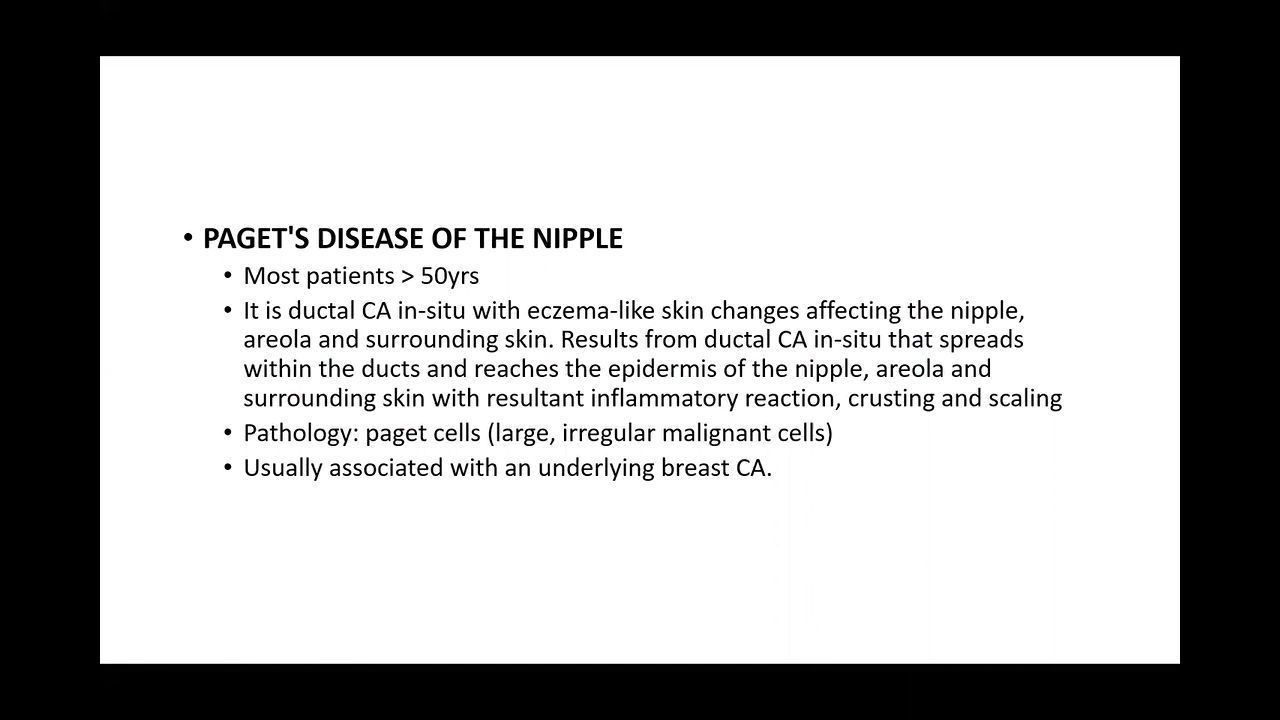 • PAGET'S DISEASE OF THE NIPPLE
• Most patients > 50yrs
• It is ductal CA in-situ with eczema-like skin changes affecting the nipple,
areola and surrounding skin. Results from ductal CA in-situ that spreads
within the ducts and reaches the epidermis of the nipple, areola and
surrounding skin with resultant inflammatory reaction, crusting and scaling
• Pathology: paget cells (large, irregular malignant cells)
• Usually associated with an underlying breast CA.